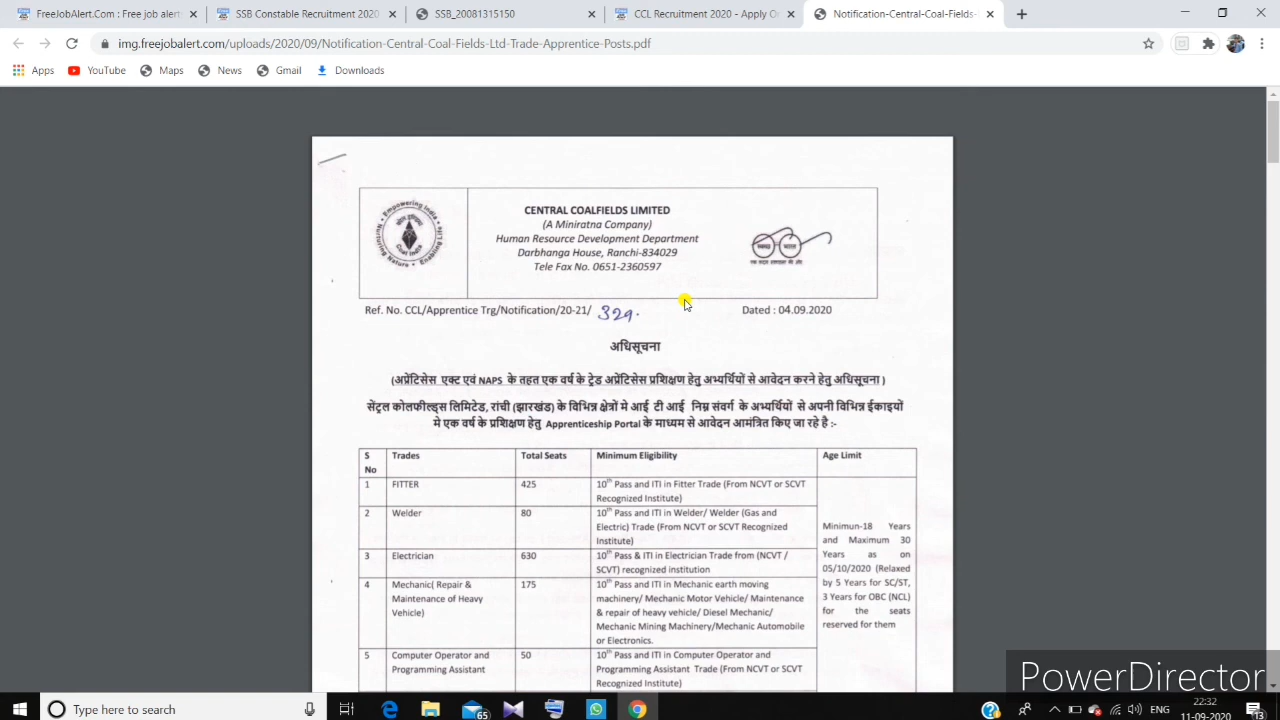 FreeJobAlert.Com : Free job alert
SSB Constable Recruitment 2020
SSB_20081315150
CCL Recruitment 2020 - Apply O
Notification-Central-Coal-Fields-
img.freejobalert.com/uploads/2020/09/Notification-Central-Coal-Fields-Ltd-Trade-Apprentice-Posts.pdf
Apps
YouTube
Maps
News
Gmail
Downloads
Empowering India
Coal India
CENTRAL COALFIELDS LIMITED
(A Miniratna Company)
Human Resource Development Department
Darbhanga House, Ranchi-834029
Tele Fax No. 0651-2360597
स्वच्छ भारत
एक कदम स्वच्छता की ओर
Ref. No. CCL/Apprentice Trg/Notification/20-21/ 329.
Dated : 04.09.2020
अधिसूचना
(अप्रेंटिसेस एक्ट एवं NAPS के तहत एक वर्ष के ट्रेड अप्रेंटिसेस प्रशिक्षण हेतु अभ्यर्थियों से आवेदन करने हेतु अधिसूचना )
सेंट्रल कोलफील्ड्स लिमिटेड, रांची (झारखंड) के विभिन्न क्षेत्रों मे आई टी आई निम्न संवर्ग के अभ्यर्थियों से अपनी विभिन्न ईकाइयों
मे एक वर्ष के प्रशिक्षण हेतु Apprenticeship Portal के माध्यम से आवेदन आमंत्रित किए जा रहे है :-
S No Trades Total Seats Minimum Eligibility Age Limit
1 FITTER 425 10th Pass and ITI in Fitter Trade (From NCVT or SCVT
Recognized Institute)
2 Welder 80 10th Pass and ITI in Welder/ Welder (Gas and
Electric) Trade (From NCVT or SCVT Recognized
Institute)
3 Electrician 630 10th Pass & ITI in Electrician Trade from (NCVT /
SCVT) recognized institution
4 Mechanic( Repair &
Maintenance of Heavy
Vehicle)
175 10th Pass and ITI in Mechanic earth moving
machinery/ Mechanic Motor Vehicle/ Maintenance
& repair of heavy vehicle/ Diesel Mechanic/
Mechanic Mining Machinery/Mechanic Automobile
or Electronics.
5 Computer Operator and
Programming Assistant
50 10th Pass and ITI in Computer Operator and
Programming Assistant Trade (From NCVT or SCVT
Recognized Institute)
Minimun-18 Years
and Maximum 30
Years as on
05/10/2020 (Relaxed
by 5 Years for SC/ST,
3 Years for OBC (NCL)
for the seats
reserved for them
PowerDirector
Type here to search
65
ENG
22:32
11-09-2020
13